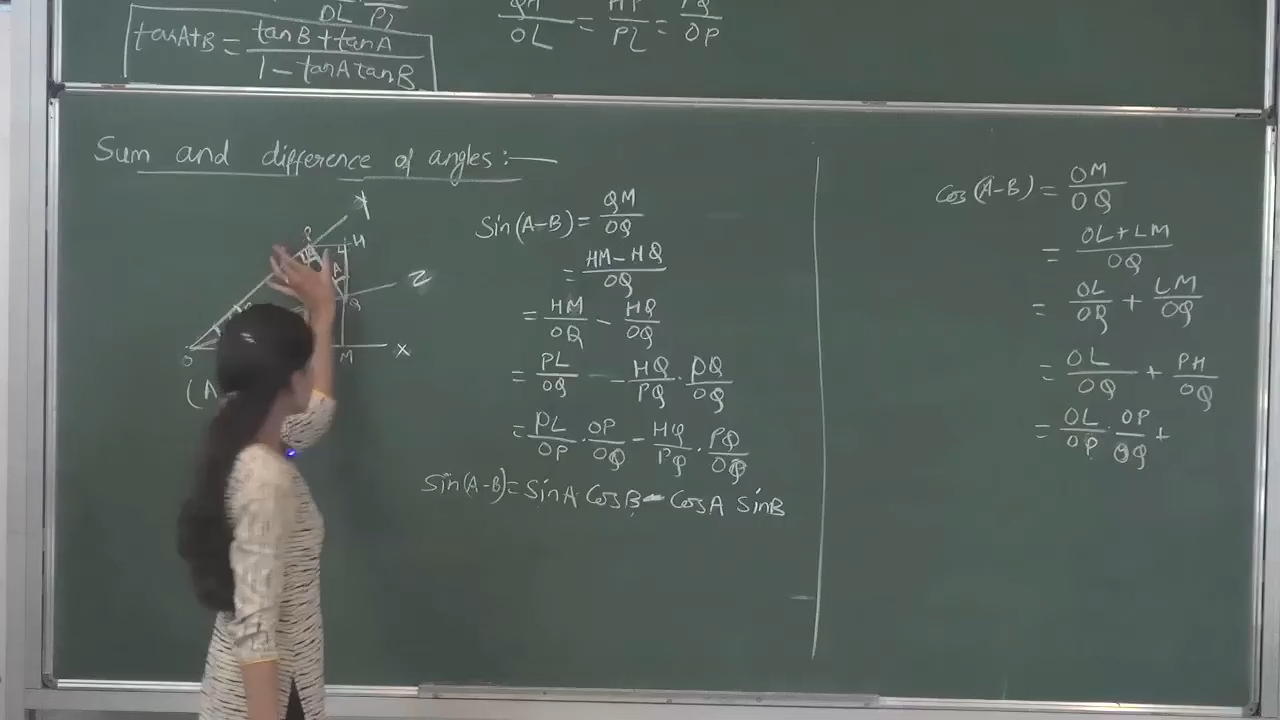 OL PL
tanA+B = tanB + tanA / 1 - tanA tanB
OL = PL = OP
Sum and difference of angles :—
P H
A
Z
Q
O M X
(A
Sin(A-B) = QM/OQ
= HM - HQ/OQ
= HM/OQ - HQ/OQ
= PL/OQ - HQ/PQ . PQ/OQ
= PL/OP . OP/OQ - HQ/PQ . PQ/OQ
Sin(A-B) = SinA CosB - CosA SinB
Cos(A-B) = OM/OQ
= OL + LM/OQ
= OL/OQ + LM/OQ
= OL/OQ + PH/OQ
= OL/OP . OP/OQ +